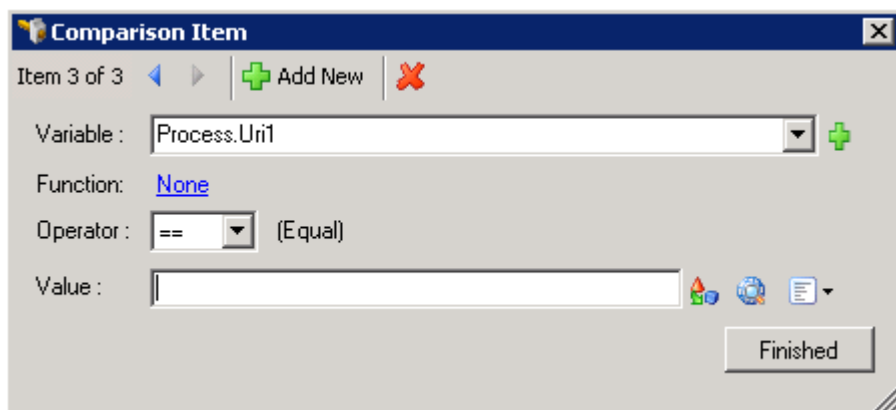 Comparison Item
Item 3 of 3 Add New
Variable : Process.Uri1
Function: None
Operator : == (Equal)
Value :
Finished